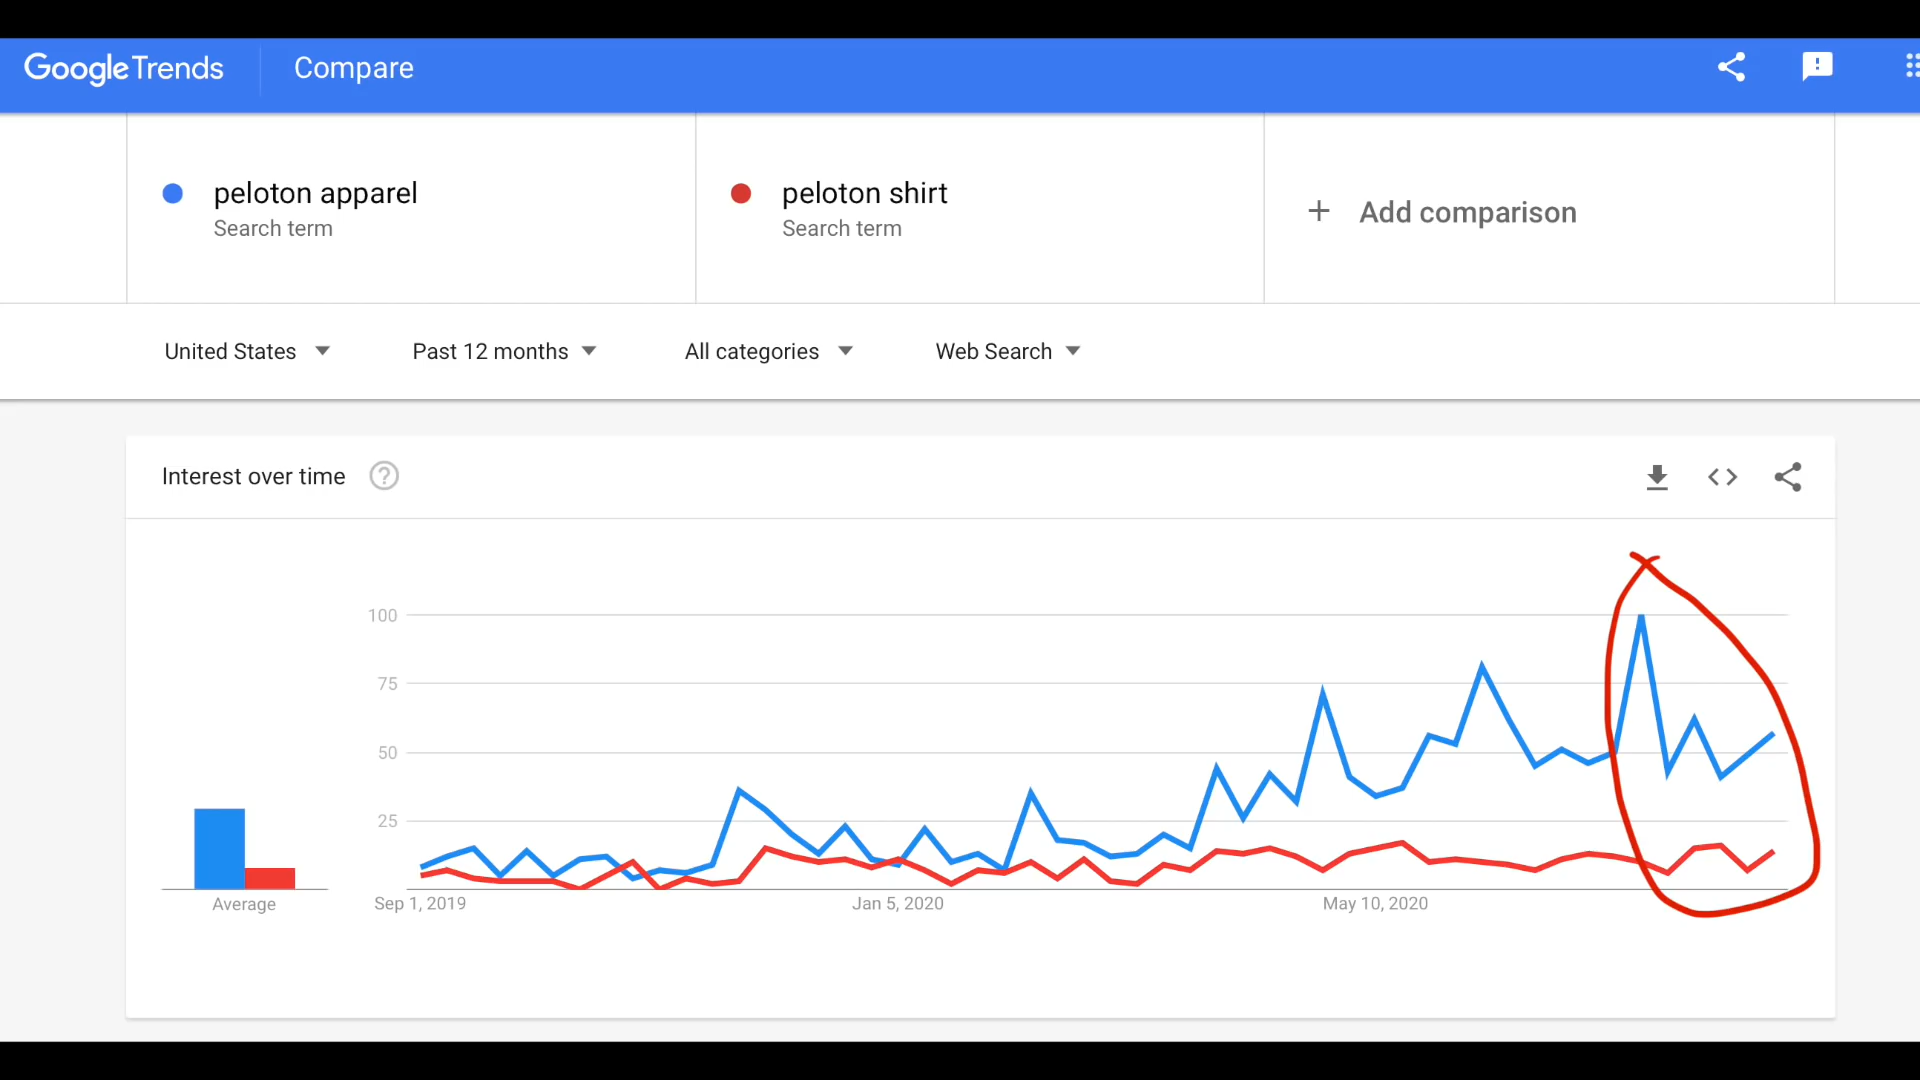 Google Trends
Compare
peloton apparel
Search term
peloton shirt
Search term
+ Add comparison
United States
Past 12 months
All categories
Web Search
Interest over time
?
100
75
50
25
Average
Sep 1, 2019
Jan 5, 2020
May 10, 2020